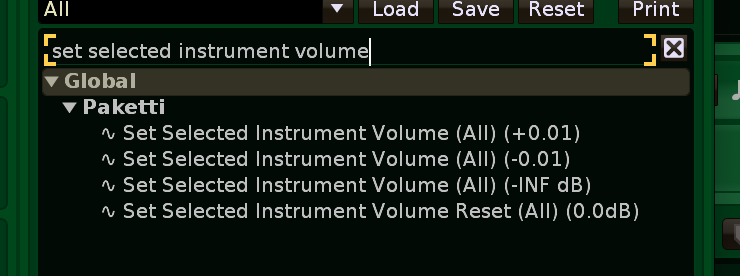 All Load Save Reset Print
set selected instrument volume
Global
Paketti
Set Selected Instrument Volume (All) (+0.01)
Set Selected Instrument Volume (All) (-0.01)
Set Selected Instrument Volume (All) (-INF dB)
Set Selected Instrument Volume Reset (All) (0.0dB)